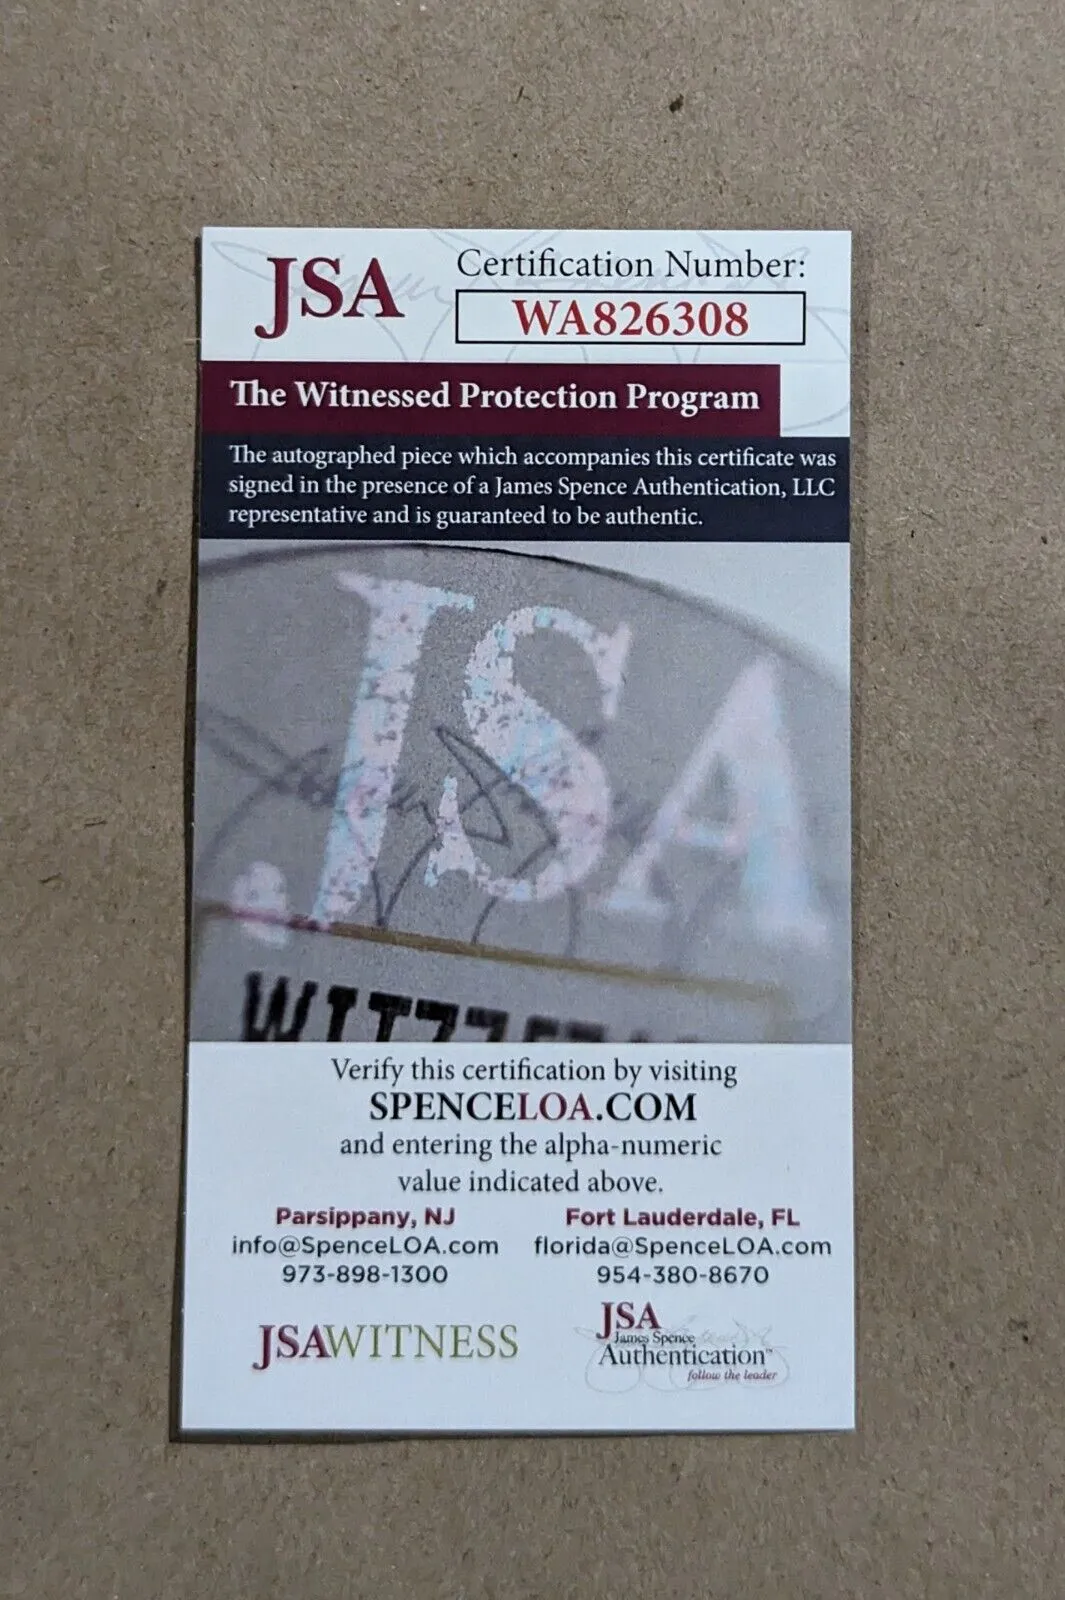 JSA
Certification Number:
WA826308
The Witnessed Protection Program
The autographed piece which accompanies this certificate was
signed in the presence of a James Spence Authentication, LLC
representative and is guaranteed to be authentic.
JSA
Verify this certification by visiting
SPENCELOA.COM
and entering the alpha-numeric
value indicated above.
Parsippany, NJ
info@SpenceLOA.com
973-898-1300
Fort Lauderdale, FL
florida@SpenceLOA.com
954-380-8670
JSAWITNESS
JSA
James Spence
Authentication™
follow the leader